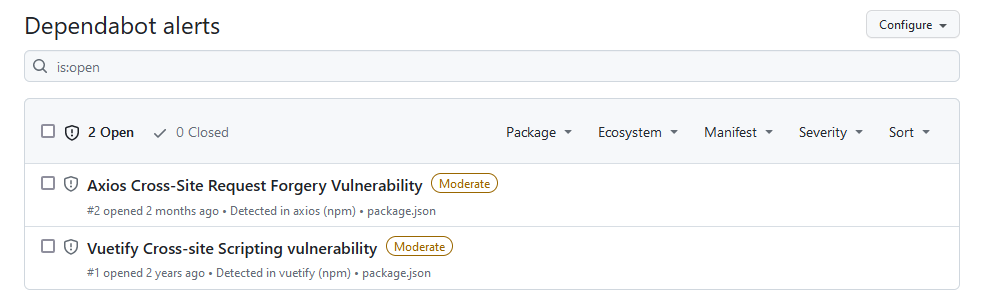 Dependabot alerts
Configure
is:open
2 Open 0 Closed Package Ecosystem Manifest Severity Sort
Axios Cross-Site Request Forgery Vulnerability Moderate
#2 opened 2 months ago • Detected in axios (npm) • package.json
Vuetify Cross-site Scripting vulnerability Moderate
#1 opened 2 years ago • Detected in vuetify (npm) • package.json